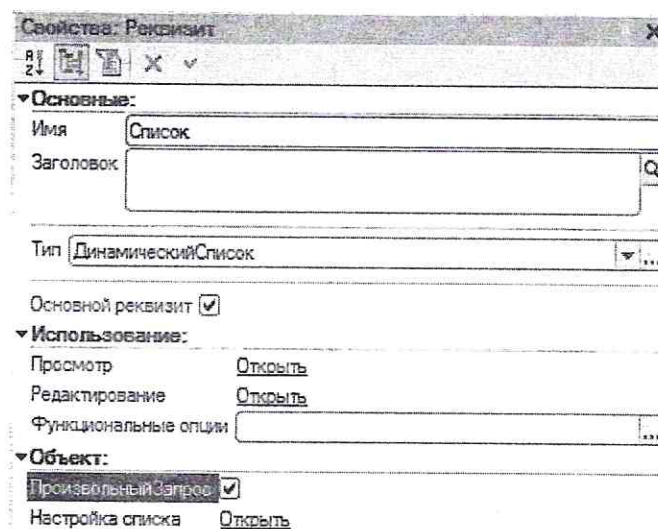 Свойства: Реквизит
Основные:
Имя Список
Заголовок
Тип ДинамическийСписок
Основной реквизит
Использование:
Просмотр Открыть
Редактирование Открыть
Функциональные опции
Объект:
ПроизвольныйЗапрос
Настройка списка Открыть